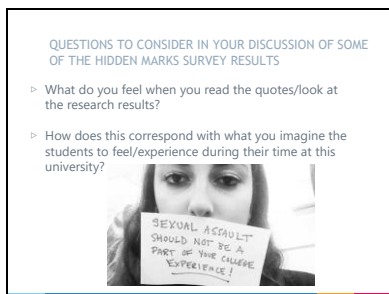 QUESTIONS TO CONSIDER IN YOUR DISCUSSION OF SOME
OF THE HIDDEN MARKS SURVEY RESULTS
▹ What do you feel when you read the quotes/look at
the research results?
▹ How does this correspond with what you imagine the
students to feel/experience during their time at this
university?
SEXUAL ASSAULT
SHOULD NOT BE A
PART OF YOUR COLLEGE
EXPERIENCE!